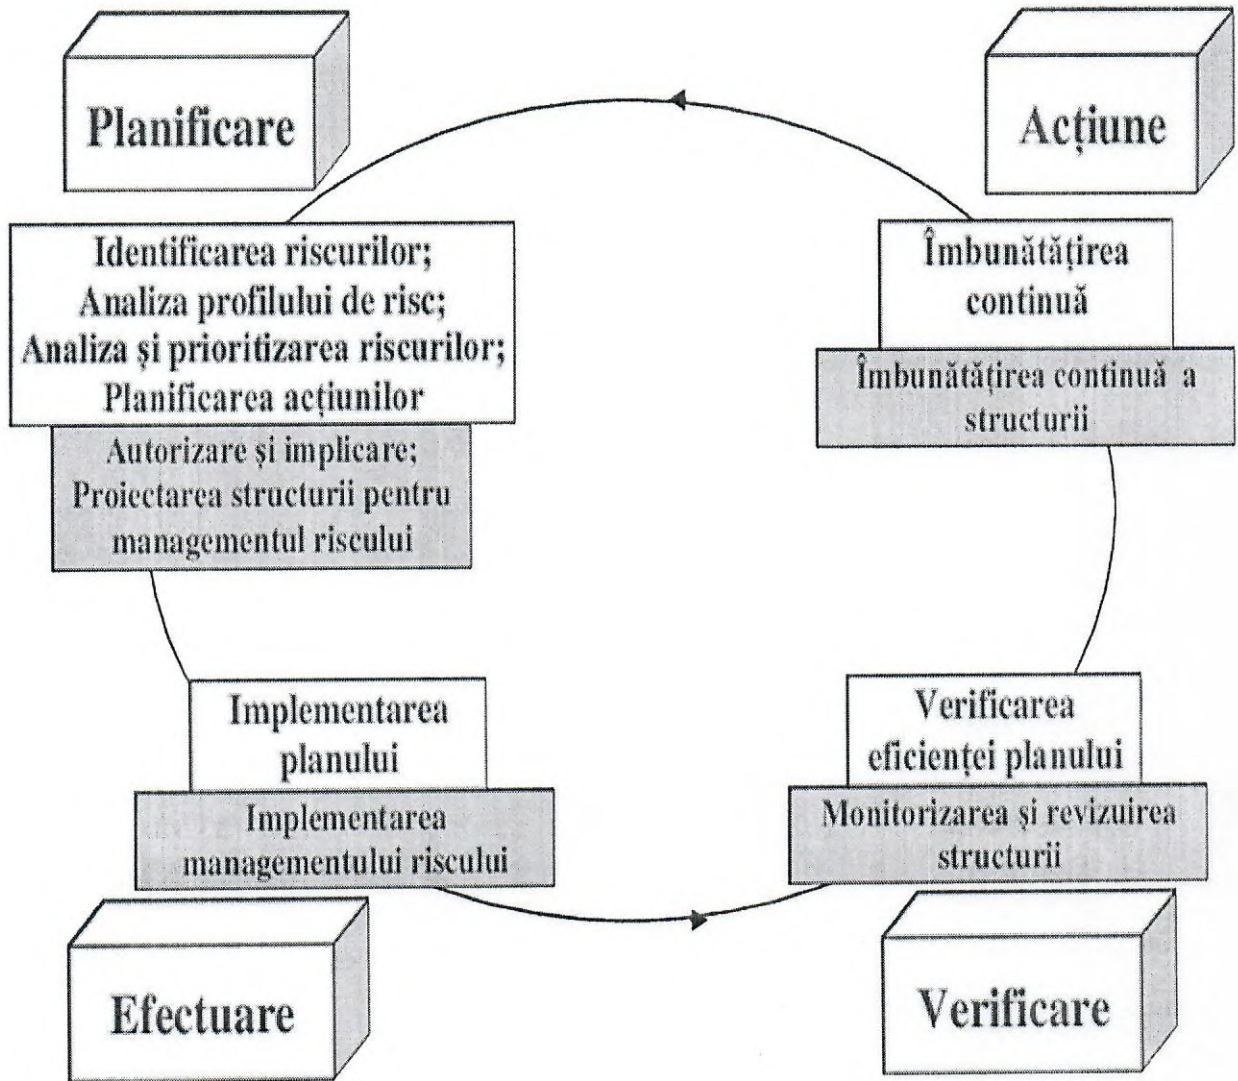 Planificare
Acțiune
Identificarea riscurilor;
Analiza profilului de risc;
Analiza și prioritizarea riscurilor;
Planificarea acțiunilor
Autorizare și implicare;
Proiectarea structurii pentru
managementul riscului
Îmbunătățirea
continuă
Îmbunătățirea continuă a
structurii
Implementarea
planului
Implementarea
managementului riscului
Verificarea
eficienței planului
Monitorizarea și revizuirea
structurii
Efectuare
Verificare